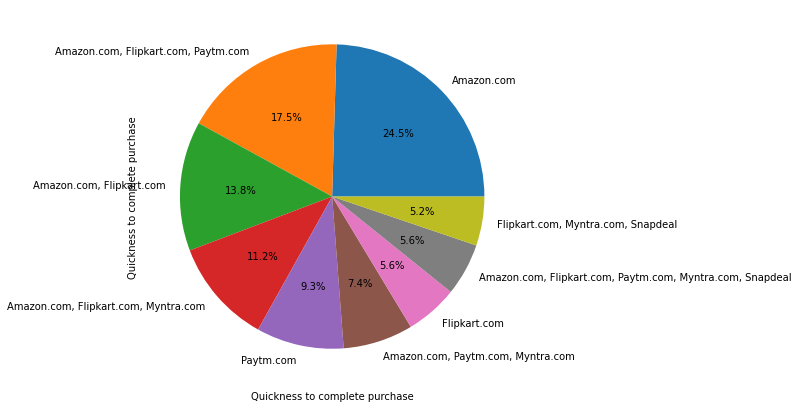 Amazon.com, Flipkart.com, Paytm.com
Amazon.com
17.5%
24.5%
Quickness to complete purchase
Amazon.com, Flipkart.com
13.8%
5.2%
Flipkart.com, Myntra.com, Snapdeal
5.6%
11.2%
5.6%
Amazon.com, Flipkart.com, Paytm.com, Myntra.com, Snapdeal
7.4%
9.3%
Amazon.com, Flipkart.com, Myntra.com
Flipkart.com
Paytm.com
Amazon.com, Paytm.com, Myntra.com
Quickness to complete purchase